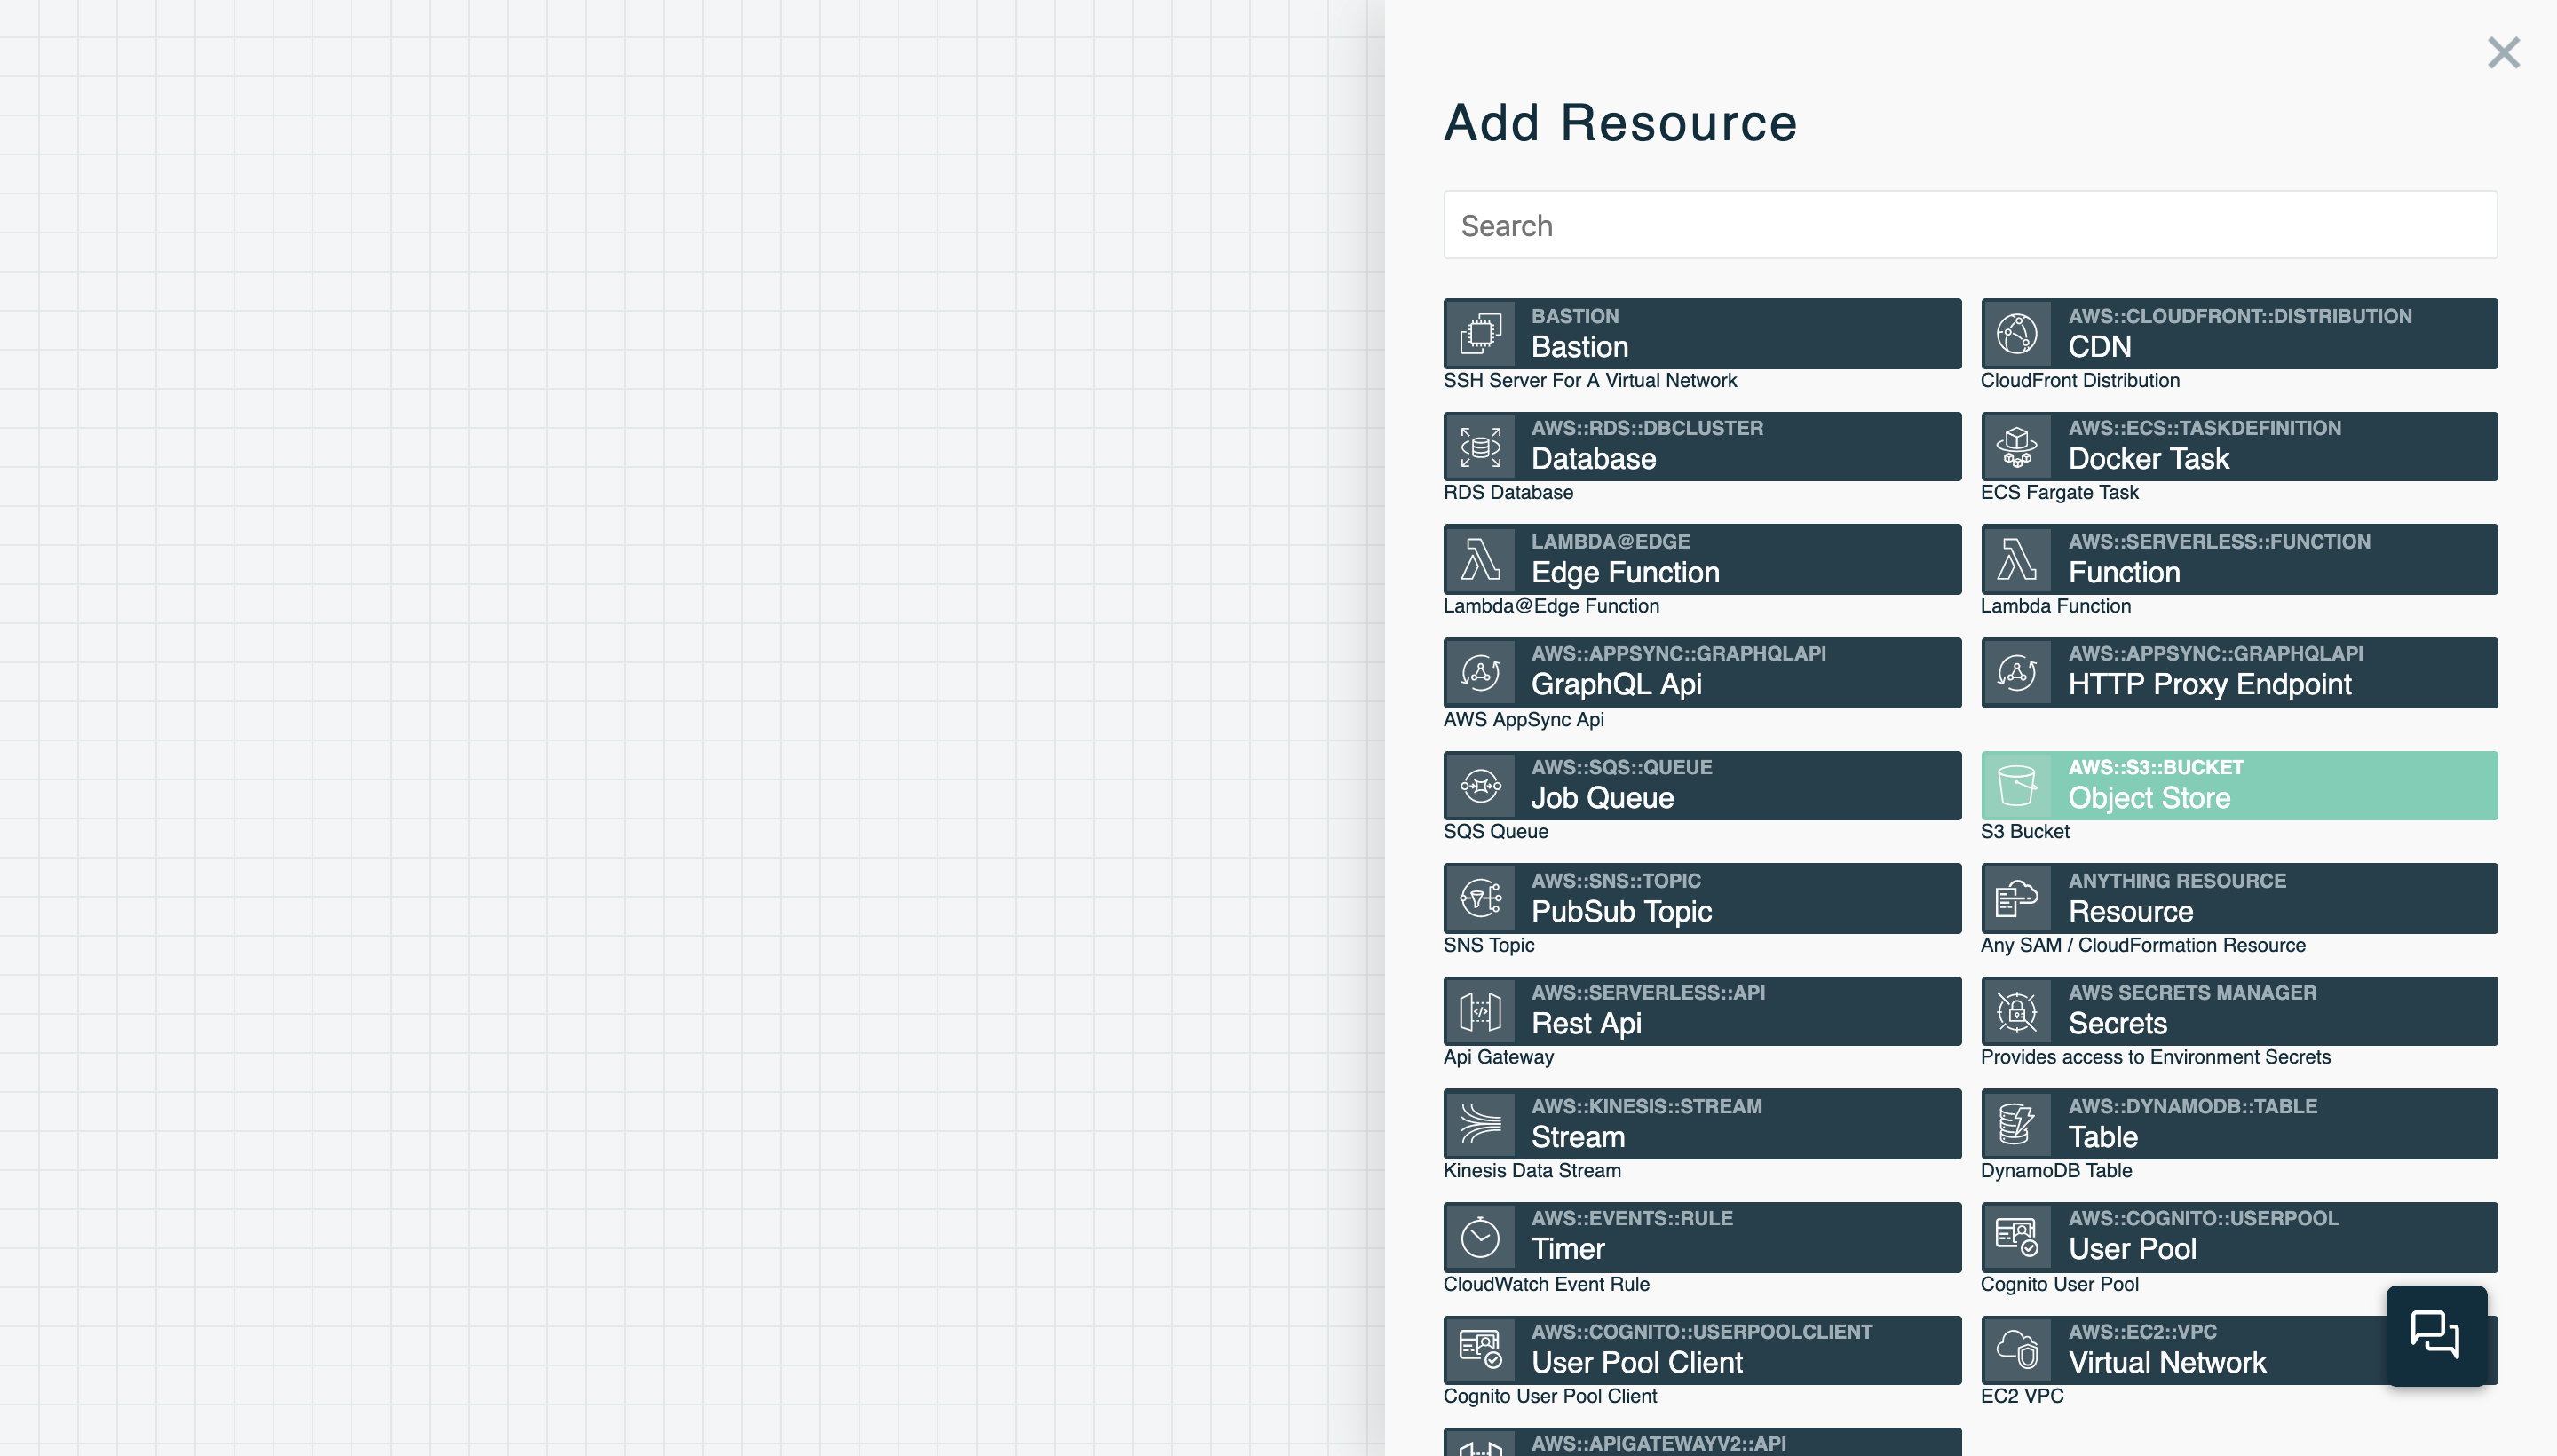 Add Resource
Search
BASTION
Bastion
SSH Server For A Virtual Network
AWS::CLOUDFRONT::DISTRIBUTION
CDN
CloudFront Distribution
AWS::RDS::DBCLUSTER
Database
RDS Database
AWS::ECS::TASKDEFINITION
Docker Task
ECS Fargate Task
LAMBDA@EDGE
Edge Function
Lambda@Edge Function
AWS::SERVERLESS::FUNCTION
Function
Lambda Function
AWS::APPSYNC::GRAPHQLAPI
GraphQL Api
AWS AppSync Api
AWS::APPSYNC::GRAPHQLAPI
HTTP Proxy Endpoint
AWS::SQS::QUEUE
Job Queue
SQS Queue
AWS::S3::BUCKET
Object Store
S3 Bucket
AWS::SNS::TOPIC
PubSub Topic
SNS Topic
ANYTHING RESOURCE
Resource
Any SAM / CloudFormation Resource
AWS::SERVERLESS::API
Rest Api
Api Gateway
AWS SECRETS MANAGER
Secrets
Provides access to Environment Secrets
AWS::KINESIS::STREAM
Stream
Kinesis Data Stream
AWS::DYNAMODB::TABLE
Table
DynamoDB Table
AWS::EVENTS::RULE
Timer
CloudWatch Event Rule
AWS::COGNITO::USERPOOL
User Pool
Cognito User Pool
AWS::COGNITO::USERPOOLCLIENT
User Pool Client
Cognito User Pool Client
AWS::EC2::VPC
Virtual Network
EC2 VPC
AWS::APIGATEWAYV2::API